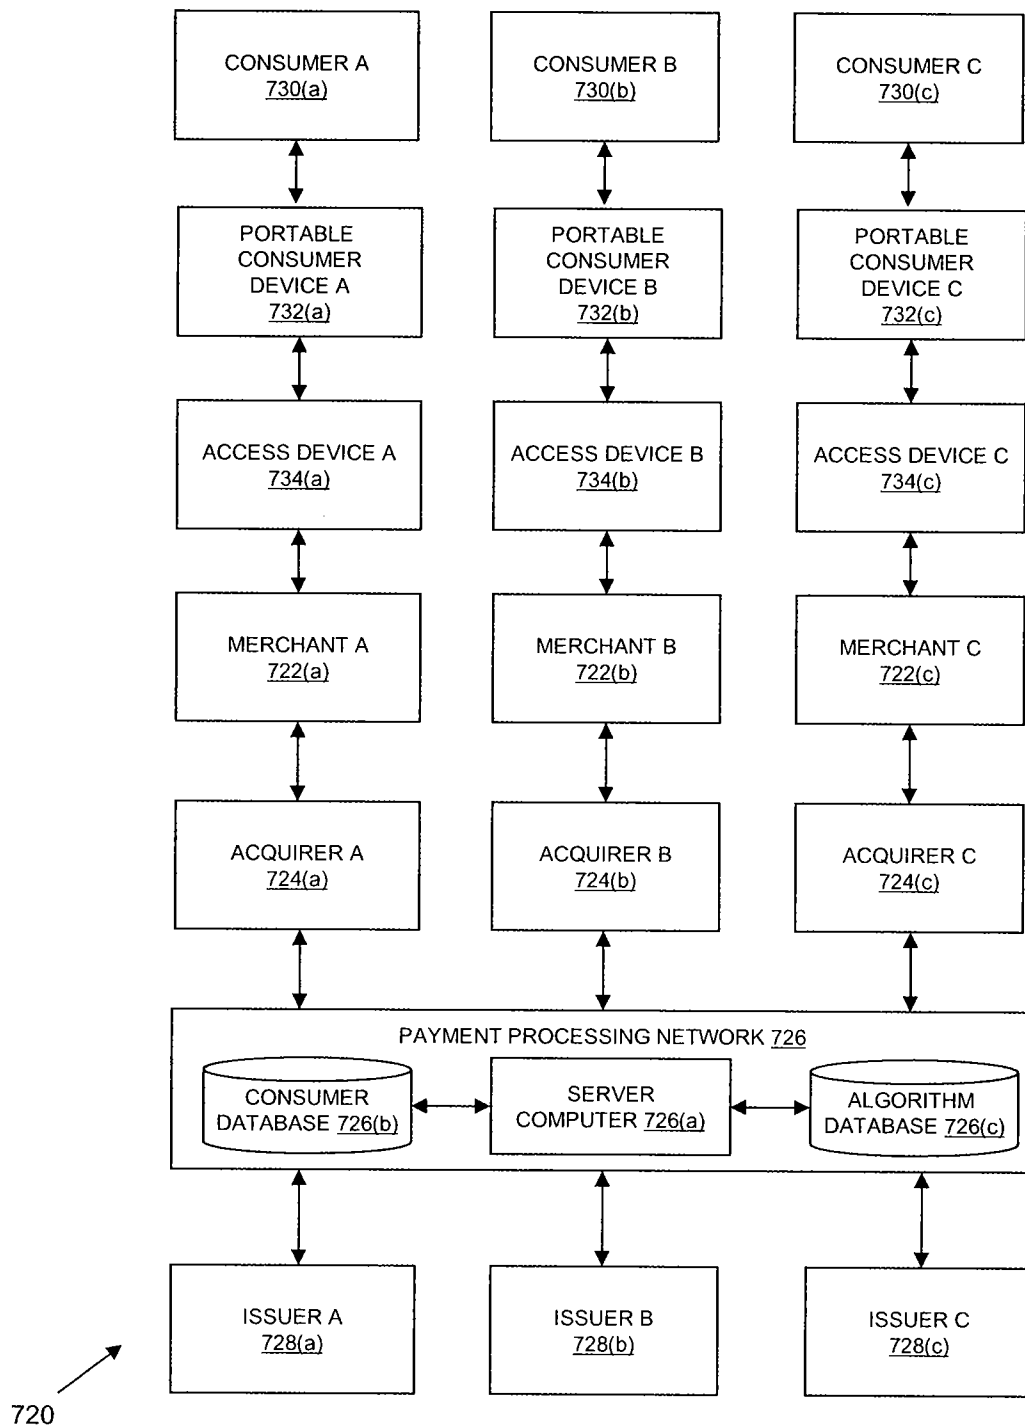 CONSUMER A
730(a)
CONSUMER B
730(b)
CONSUMER C
730(c)
PORTABLE
CONSUMER
DEVICE A
732(a)
PORTABLE
CONSUMER
DEVICE B
732(b)
PORTABLE
CONSUMER
DEVICE C
732(c)
ACCESS DEVICE A
734(a)
ACCESS DEVICE B
734(b)
ACCESS DEVICE C
734(c)
MERCHANT A
722(a)
MERCHANT B
722(b)
MERCHANT C
722(c)
ACQUIRER A
724(a)
ACQUIRER B
724(b)
ACQUIRER C
724(c)
PAYMENT PROCESSING NETWORK 726
CONSUMER
DATABASE 726(b)
SERVER
COMPUTER 726(a)
ALGORITHM
DATABASE 726(c)
ISSUER A
728(a)
ISSUER B
728(b)
ISSUER C
728(c)
720